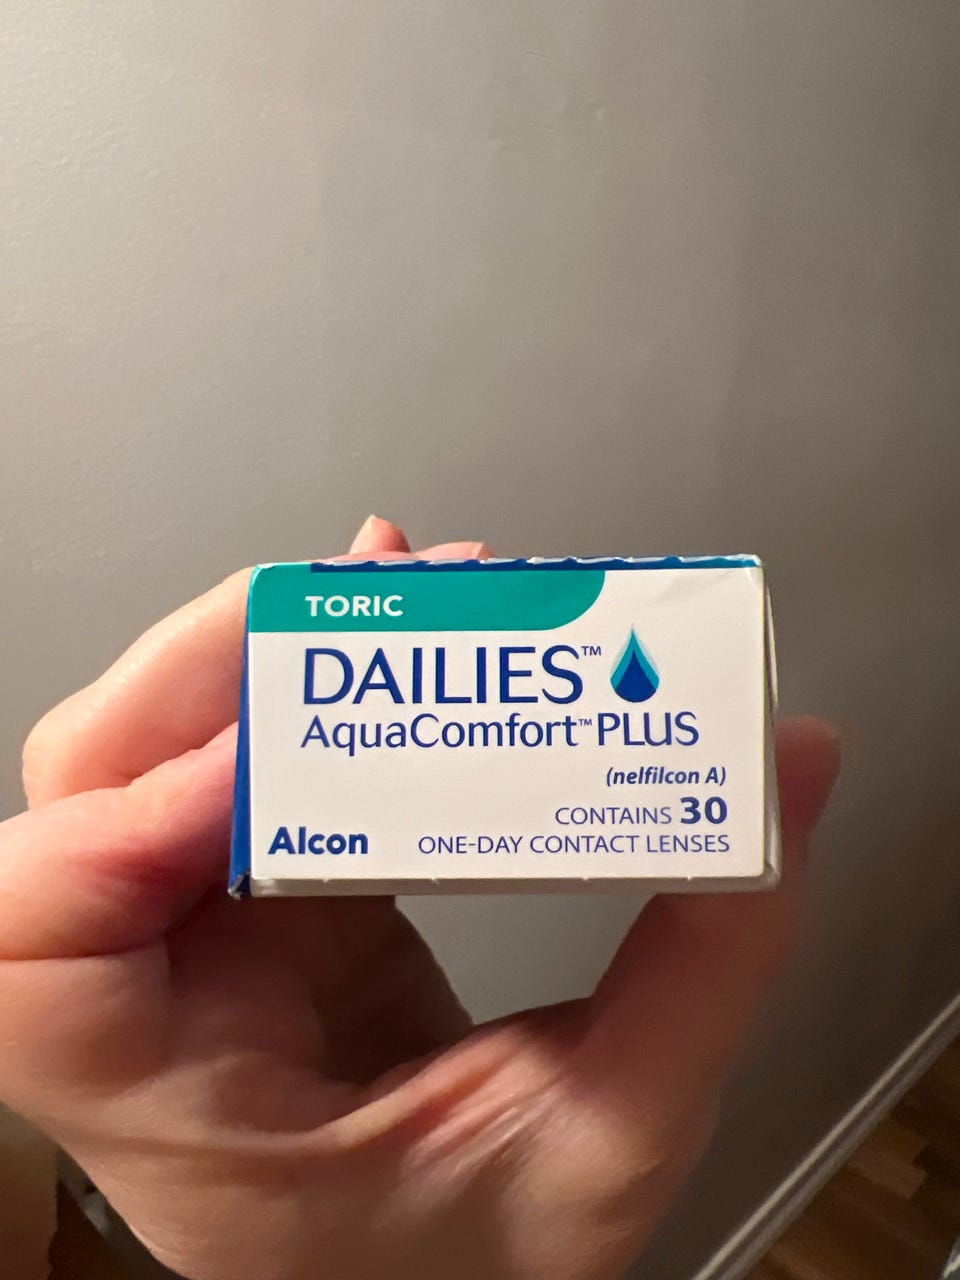 TORIC
DAILIES™
AquaComfort™ PLUS
(nelfilcon A)
CONTAINS 30
Alcon ONE-DAY CONTACT LENSES